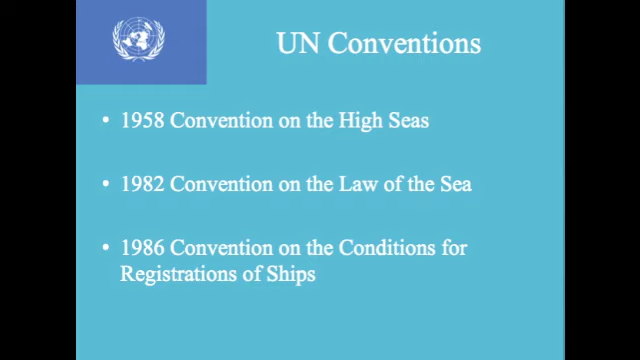 UN Conventions
• 1958 Convention on the High Seas
• 1982 Convention on the Law of the Sea
• 1986 Convention on the Conditions for
Registrations of Ships